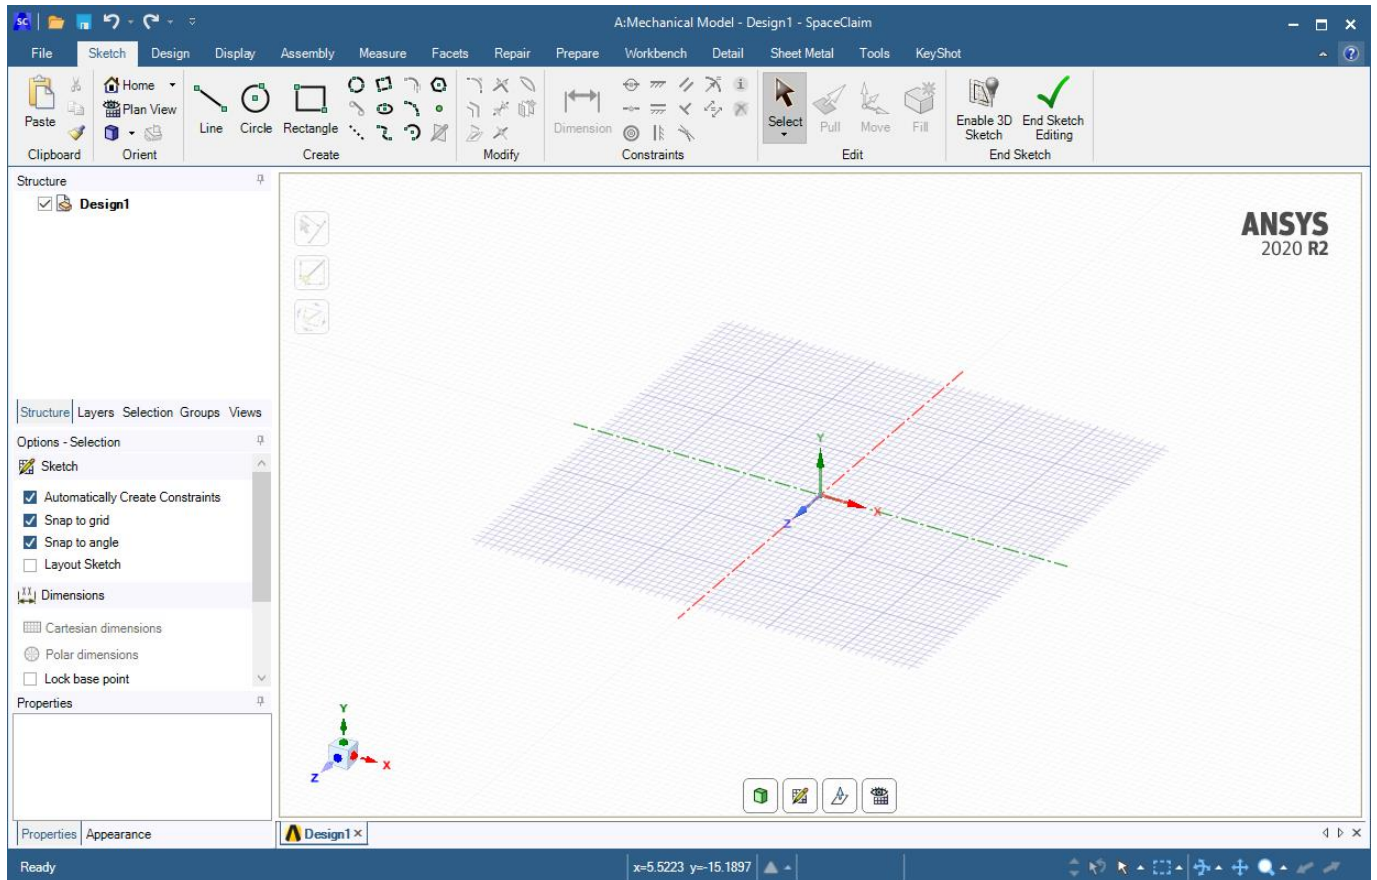 SC
A:Mechanical Model - Design1 - SpaceClaim
File Sketch Design Display Assembly Measure Facets Repair Prepare Workbench Detail Sheet Metal Tools KeyShot
Paste
Home
Plan View
Line Circle Rectangle
Dimension
Select Pull Move Fill
Enable 3D Sketch
End Sketch Editing
Clipboard Orient Create Modify Constraints Edit End Sketch
Structure
Design1
ANSYS
2020 R2
Structure Layers Selection Groups Views
Options - Selection
Sketch
Automatically Create Constraints
Snap to grid
Snap to angle
Layout Sketch
Dimensions
Cartesian dimensions
Polar dimensions
Lock base point
Properties
Y
X
Z
Y
X
Z
Properties Appearance
Design1
Ready
x=5.5223 y=-15.1897